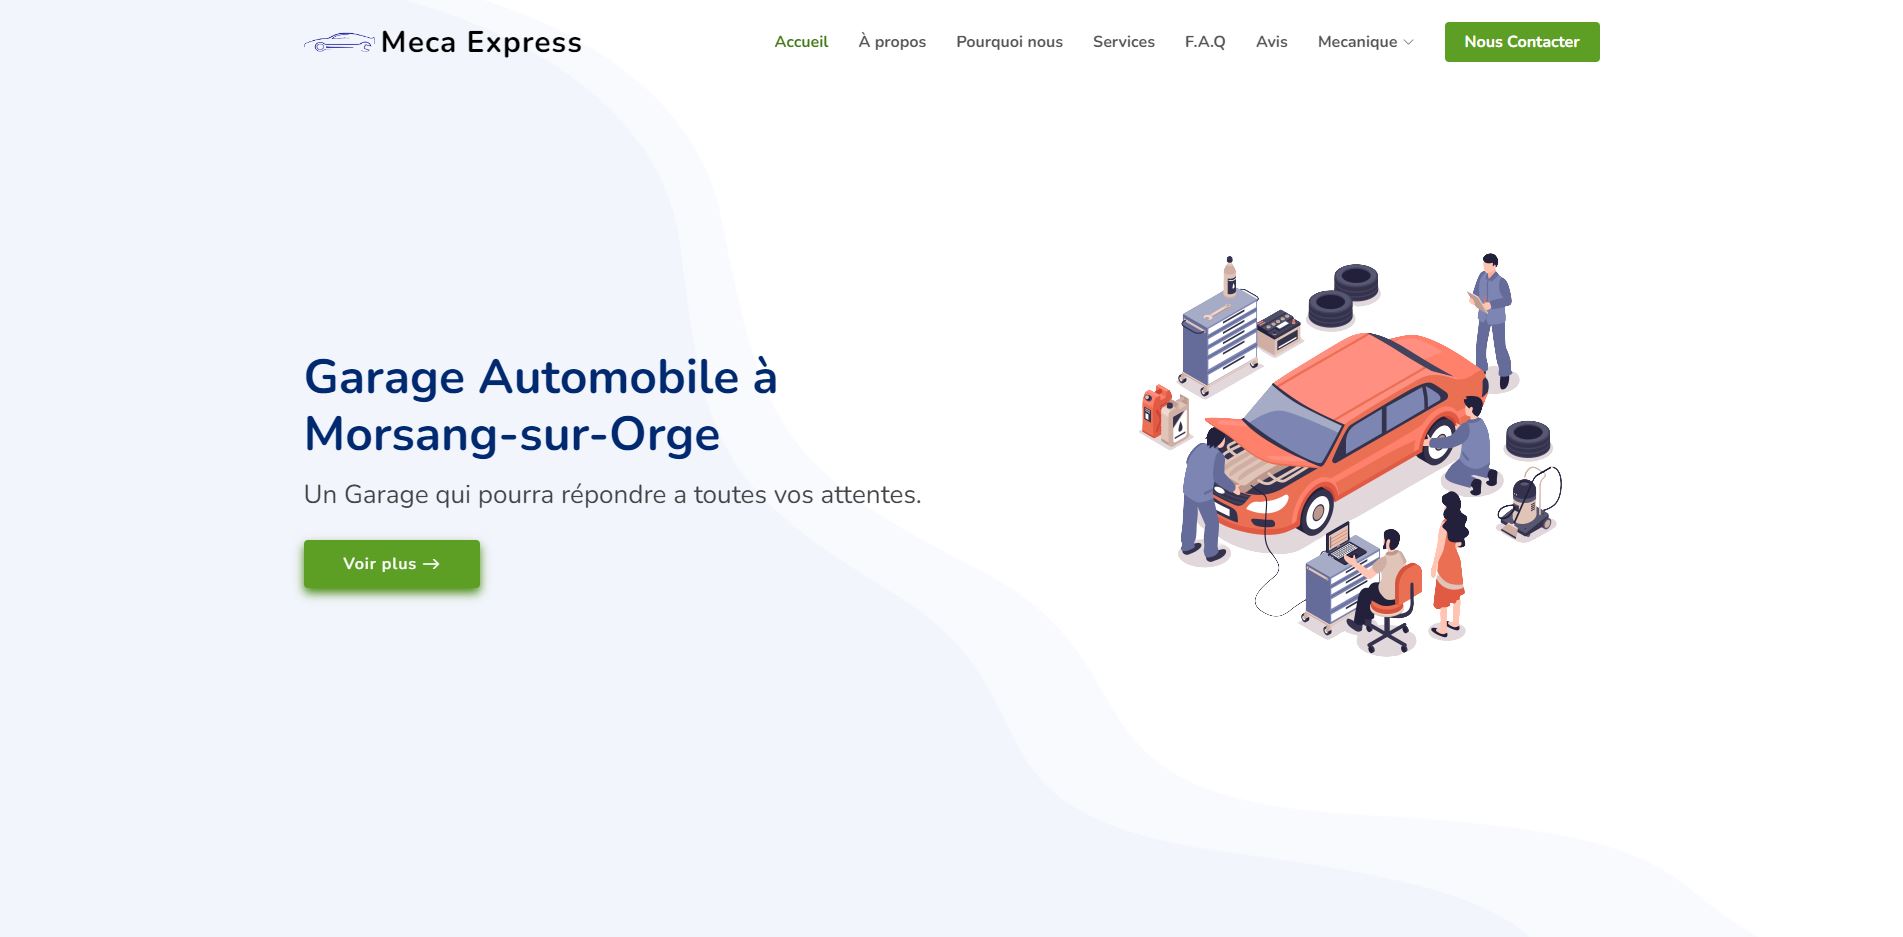 Meca Express
Accueil
À propos
Pourquoi nous
Services
F.A.Q
Avis
Mecanique
Nous Contacter
Garage Automobile à
Morsang-sur-Orge
Un Garage qui pourra répondre a toutes vos attentes.
Voir plus →